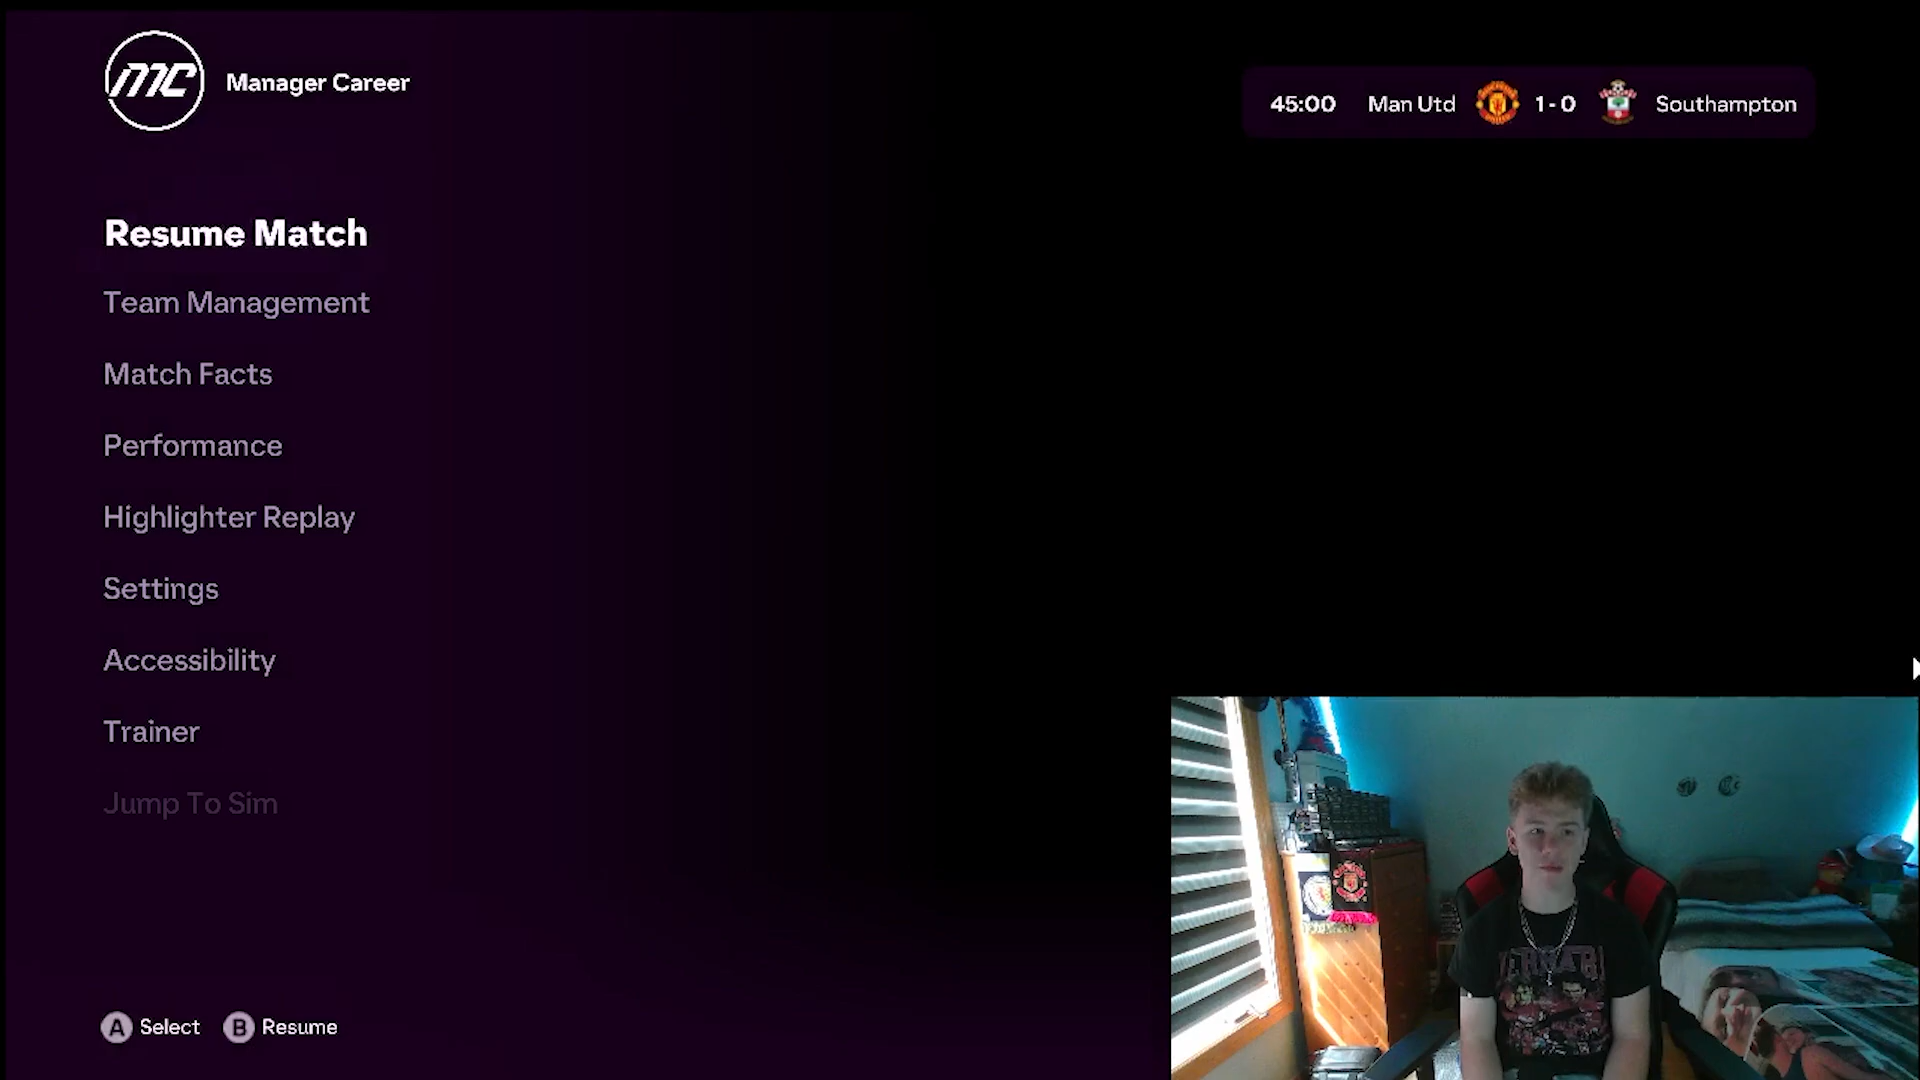 MC Manager Career
45:00 Man Utd 1 - 0 Southampton
Resume Match
Team Management
Match Facts
Performance
Highlighter Replay
Settings
Accessibility
Trainer
Jump To Sim
A Select B Resume